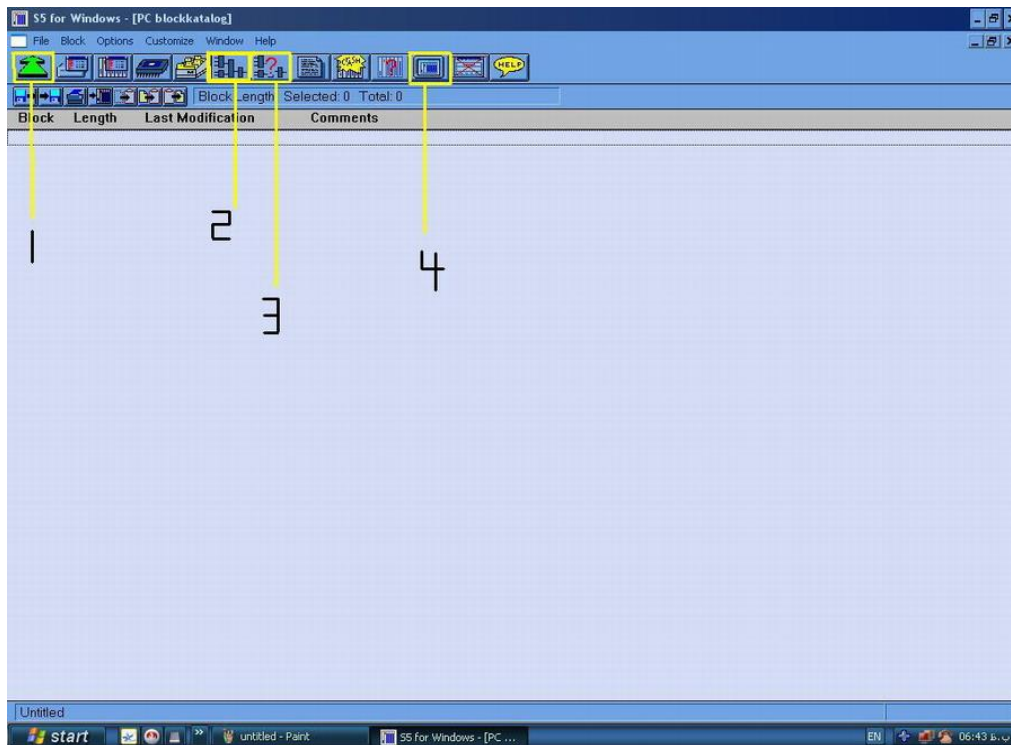 S5 for Windows - [PC blockkatalog]
File Block Options Customize Window Help
HELP
Block Length Selected: 0 Total: 0
Block Length Last Modification Comments
1
2
3
4
Untitled
start untitled - Paint S5 for Windows - [PC ... EN 06:43 ب.ظ